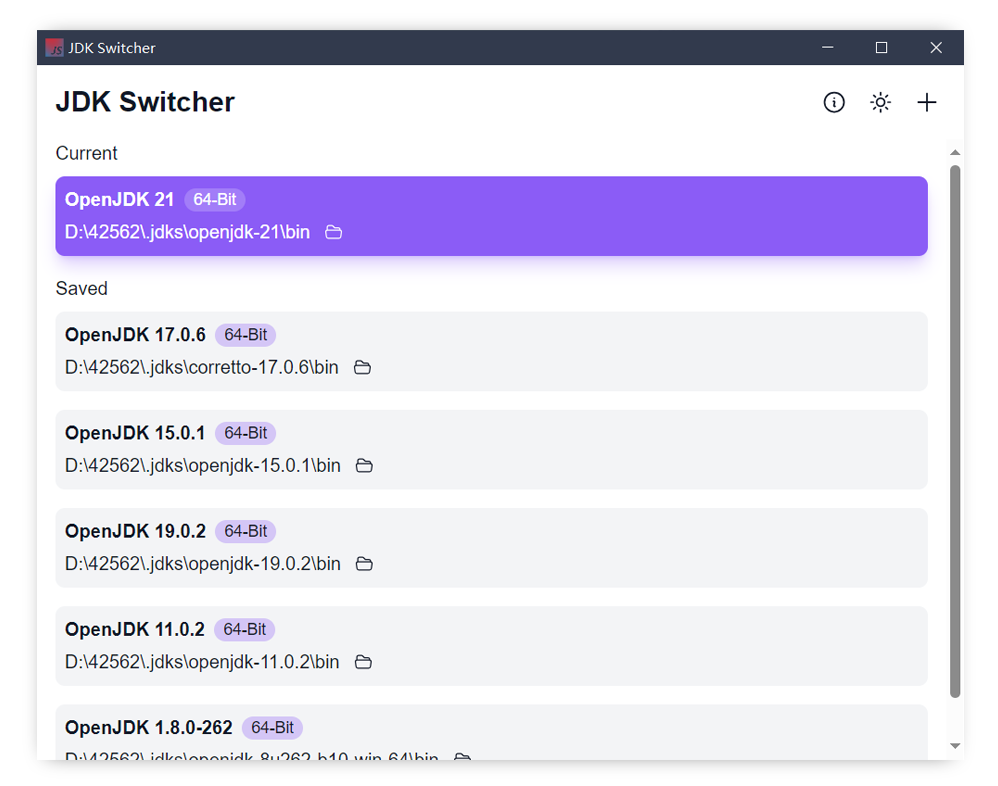 JS JDK Switcher
JDK Switcher
Current
OpenJDK 21 64-Bit
D:\42562\.jdks\openjdk-21\bin
Saved
OpenJDK 17.0.6 64-Bit
D:\42562\.jdks\corretto-17.0.6\bin
OpenJDK 15.0.1 64-Bit
D:\42562\.jdks\openjdk-15.0.1\bin
OpenJDK 19.0.2 64-Bit
D:\42562\.jdks\openjdk-19.0.2\bin
OpenJDK 11.0.2 64-Bit
D:\42562\.jdks\openjdk-11.0.2\bin
OpenJDK 1.8.0-262 64-Bit
D:\42562\.jdks\openjdk-8u262-b10-win-64\bin